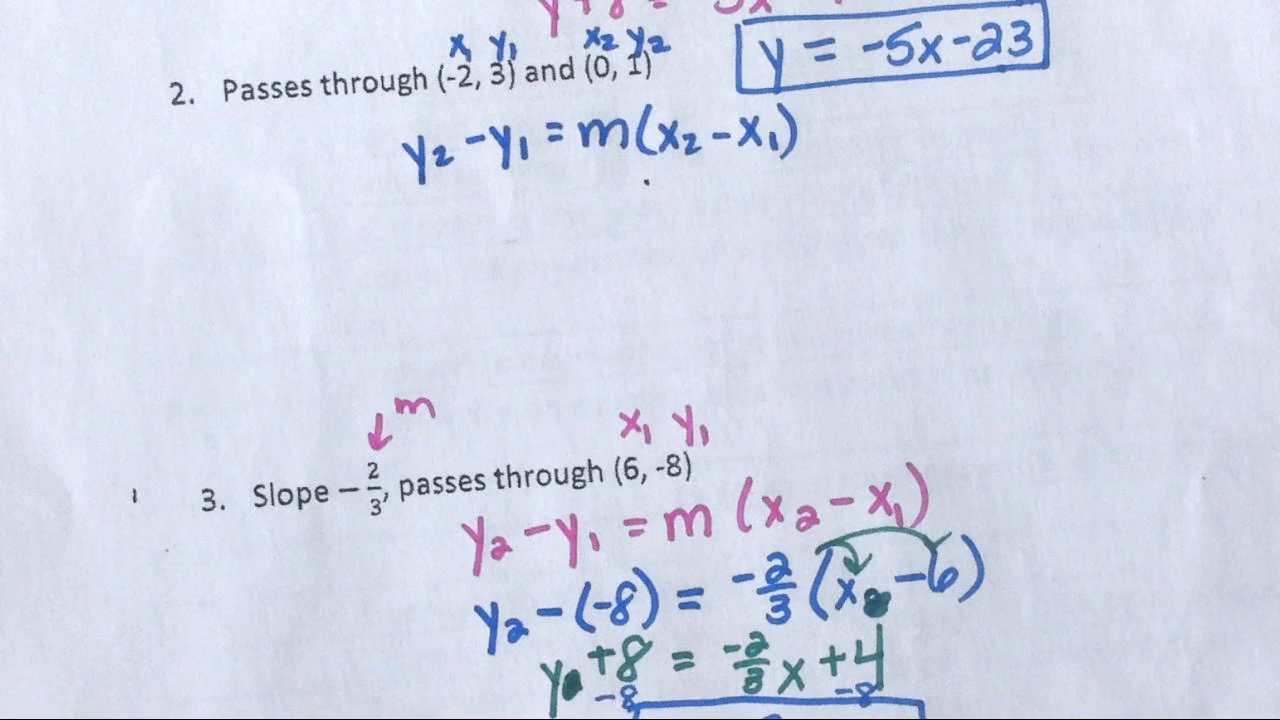 x₁ y₁ x₂ y₂
y = -5x-23
2. Passes through (-2, 3) and (0, 1)
y₂ - y₁ = m(x₂ - x₁)
↓ m
x₁ y₁
3. Slope -2/3, passes through (6, -8)
y₂ - y₁ = m (x₂ - x₁)
y₂ - (-8) = -2/3 (x - 6)
y + 8 = -2/3 x + 4
-8 -8